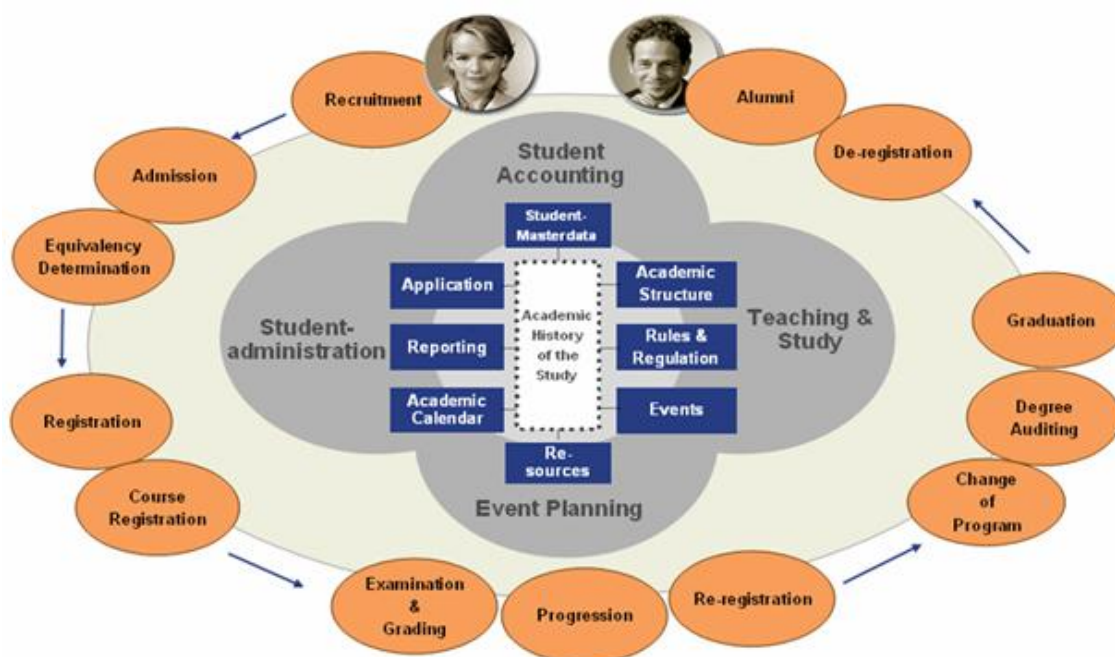 Recruitment
Alumni
Admission
De-registration
Equivalency
Determination
Registration
Course
Registration
Examination
&
Grading
Progression
Re-registration
Change
of
Program
Degree
Auditing
Graduation
Student
Accounting
Student-
administration
Teaching &
Study
Event Planning
Student-
Masterdata
Application
Reporting
Academic
Calendar
Academic
History
of the
Study
Academic
Structure
Rules &
Regulation
Events
Re-
sources